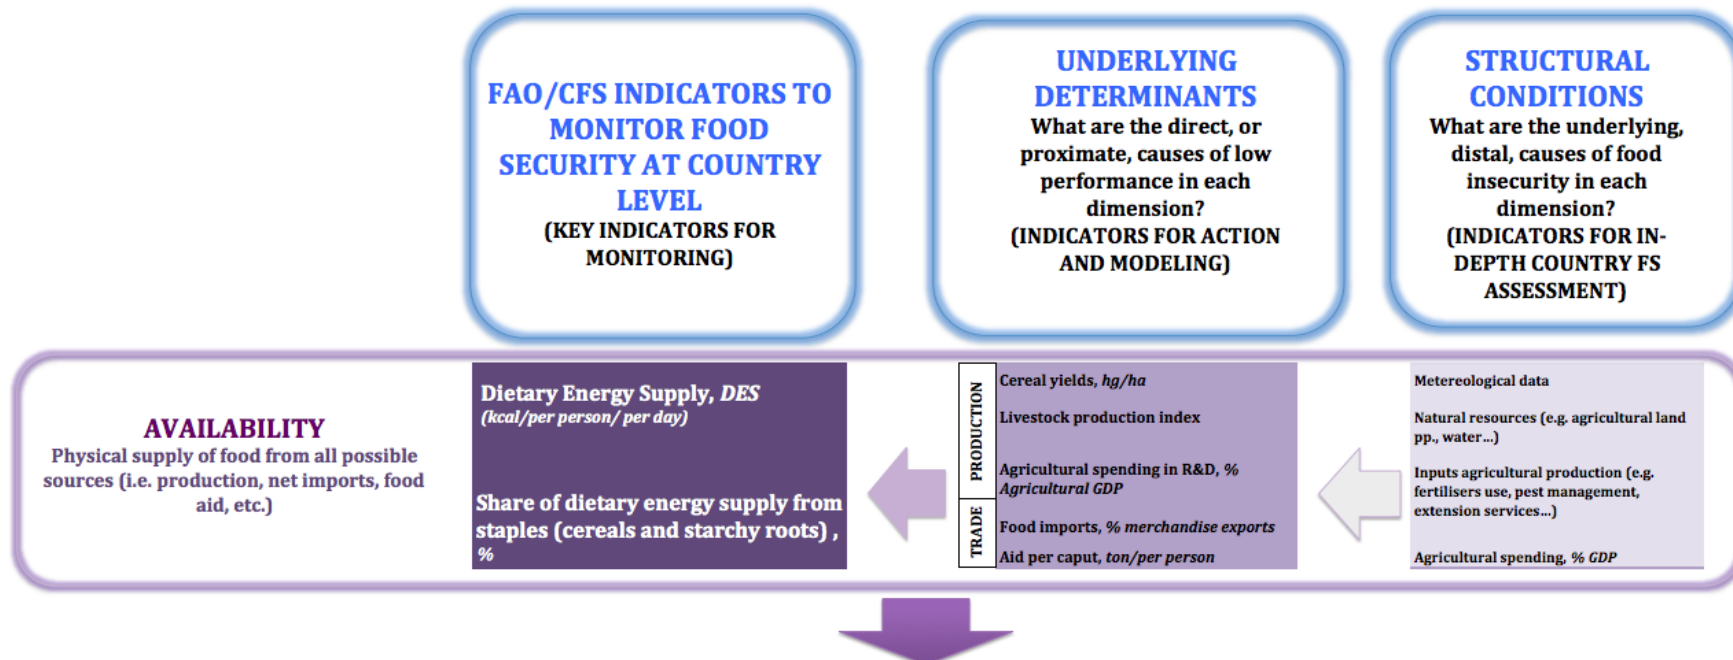 FAO/CFS INDICATORS TO
MONITOR FOOD
SECURITY AT COUNTRY
LEVEL
(KEY INDICATORS FOR
MONITORING)
UNDERLYING
DETERMINANTS
What are the direct, or
proximate, causes of low
performance in each
dimension?
(INDICATORS FOR ACTION
AND MODELING)
STRUCTURAL
CONDITIONS
What are the underlying,
distal, causes of food
insecurity in each
dimension?
(INDICATORS FOR IN-
DEPTH COUNTRY FS
ASSESSMENT)
AVAILABILITY
Physical supply of food from all possible
sources (i.e. production, net imports, food
aid, etc.)
Dietary Energy Supply, DES
(kcal/per person/ per day)
Share of dietary energy supply from
staples (cereals and starchy roots) ,
%
PRODUCTION
Cereal yields, hg/ha
Livestock production index
Agricultural spending in R&D, %
Agricultural GDP
TRADE
Food imports, % merchandise exports
Aid per caput, ton/per person
Metereological data
Natural resources (e.g. agricultural land
pp., water...)
Inputs agricultural production (e.g.
fertilisers use, pest management,
extension services...)
Agricultural spending, % GDP